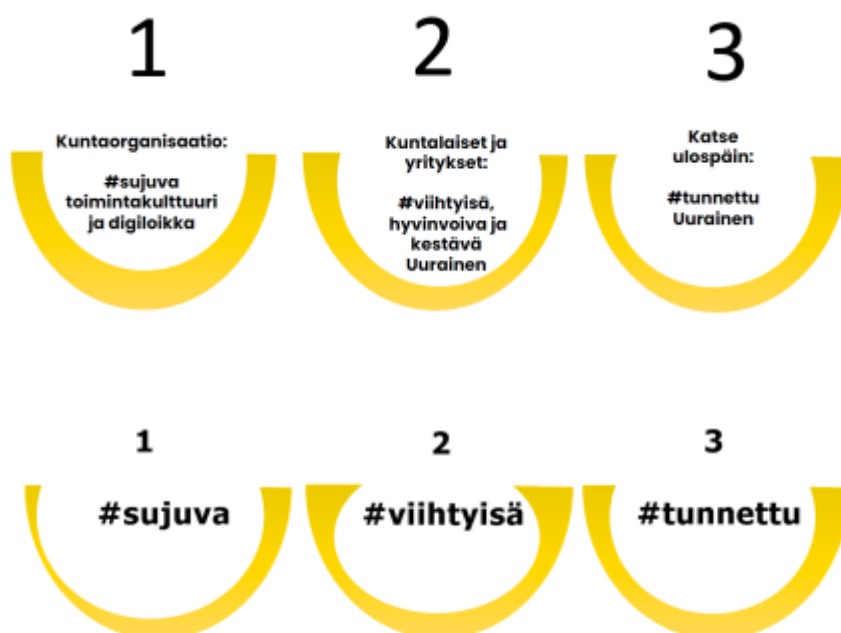 1
Kuntaorganisaatio:
#sujuva
toimintakulttuuri
ja digiloikka
2
Kuntalaiset ja
yritykset:
#viihtyisä,
hyvinvoiva ja
kestävä
Uurainen
3
Katse
ulospäin:
#tunnettu
Uurainen
1
#sujuva
2
#viihtyisä
3
#tunnettu